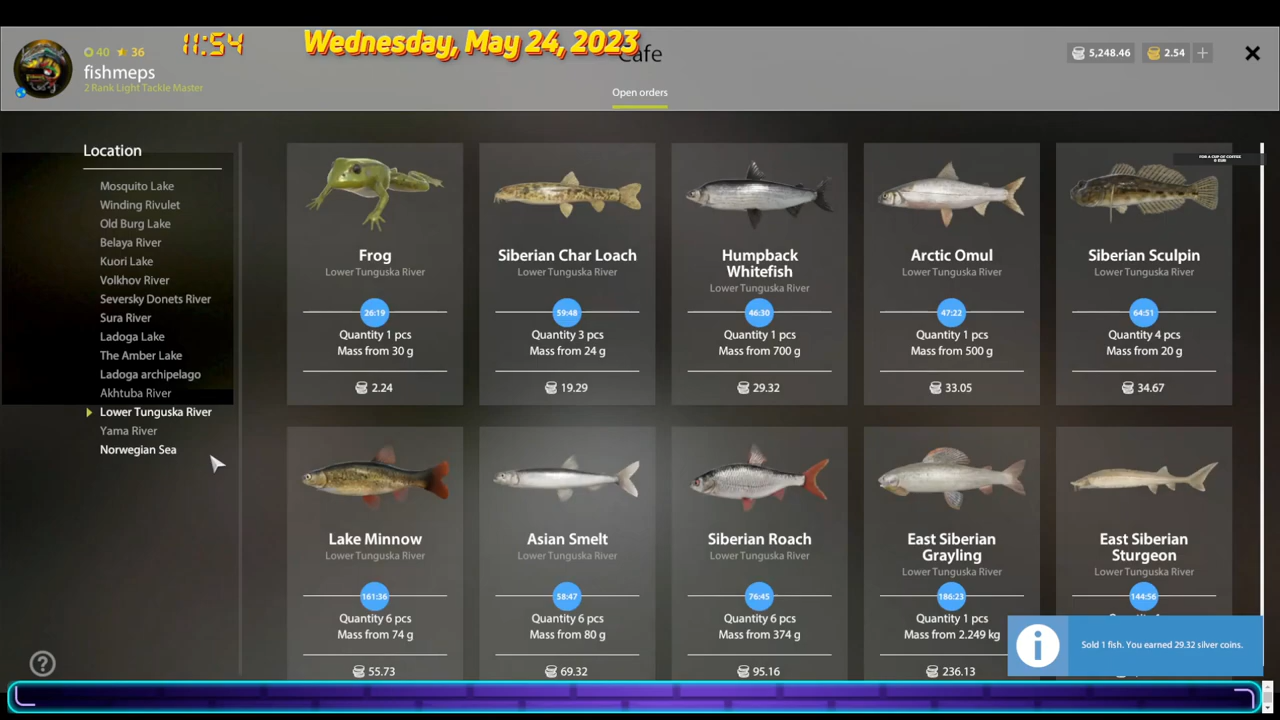 11:54
Wednesday, May 24, 2023
40 36
fishmeps
2 Rank Light Tackle Master
Cafe
Open orders
5,248.46
2.54 +
FOR A CUP OF COFFEE
Location
Mosquito Lake
Winding Rivulet
Old Burg Lake
Belaya River
Kuori Lake
Volkhov River
Seversky Donets River
Sura River
Ladoga Lake
The Amber Lake
Ladoga archipelago
Akhtuba River
Lower Tunguska River
Yama River
Norwegian Sea
Frog
Lower Tunguska River
26:19
Quantity 1 pcs
Mass from 30 g
2.24
Siberian Char Loach
Lower Tunguska River
59:48
Quantity 3 pcs
Mass from 24 g
19.29
Humpback
Whitefish
Lower Tunguska River
46:30
Quantity 1 pcs
Mass from 700 g
29.32
Arctic Omul
Lower Tunguska River
47:22
Quantity 1 pcs
Mass from 500 g
33.05
Siberian Sculpin
Lower Tunguska River
64:51
Quantity 4 pcs
Mass from 20 g
34.67
Lake Minnow
Lower Tunguska River
161:36
Quantity 6 pcs
Mass from 74 g
55.73
Asian Smelt
Lower Tunguska River
58:47
Quantity 6 pcs
Mass from 80 g
69.32
Siberian Roach
Lower Tunguska River
76:45
Quantity 6 pcs
Mass from 374 g
95.16
East Siberian
Grayling
Lower Tunguska River
186:23
Quantity 1 pcs
Mass from 2.249 kg
236.13
East Siberian
Sturgeon
Lower Tunguska River
144:56
Sold 1 fish. You earned 29.32 silver coins.
?